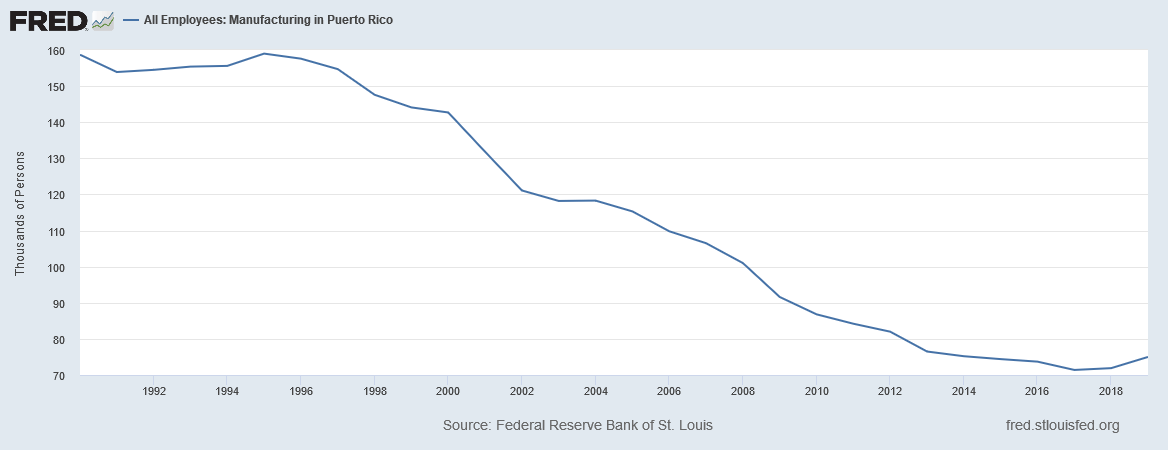 FRED
All Employees: Manufacturing in Puerto Rico
Thousands of Persons
160
150
140
130
120
110
100
90
80
70
1992 1994 1996 1998 2000 2002 2004 2006 2008 2010 2012 2014 2016 2018
Source: Federal Reserve Bank of St. Louis
fred.stlouisfed.org